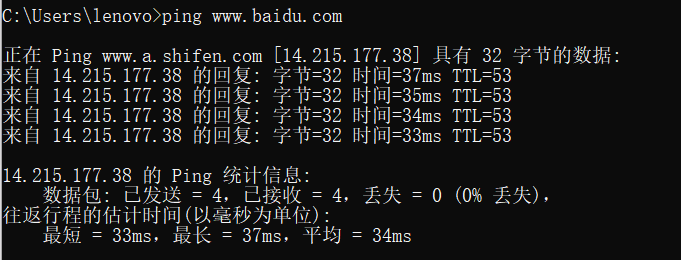 C:\Users\lenovo>ping www.baidu.com
正在 Ping www.a.shifen.com [14.215.177.38] 具有 32 字节的数据:
来自 14.215.177.38 的回复: 字节=32 时间=37ms TTL=53
来自 14.215.177.38 的回复: 字节=32 时间=35ms TTL=53
来自 14.215.177.38 的回复: 字节=32 时间=34ms TTL=53
来自 14.215.177.38 的回复: 字节=32 时间=33ms TTL=53
14.215.177.38 的 Ping 统计信息:
数据包: 已发送 = 4，已接收 = 4，丢失 = 0 (0% 丢失)，
往返行程的估计时间(以毫秒为单位):
最短 = 33ms，最长 = 37ms，平均 = 34ms